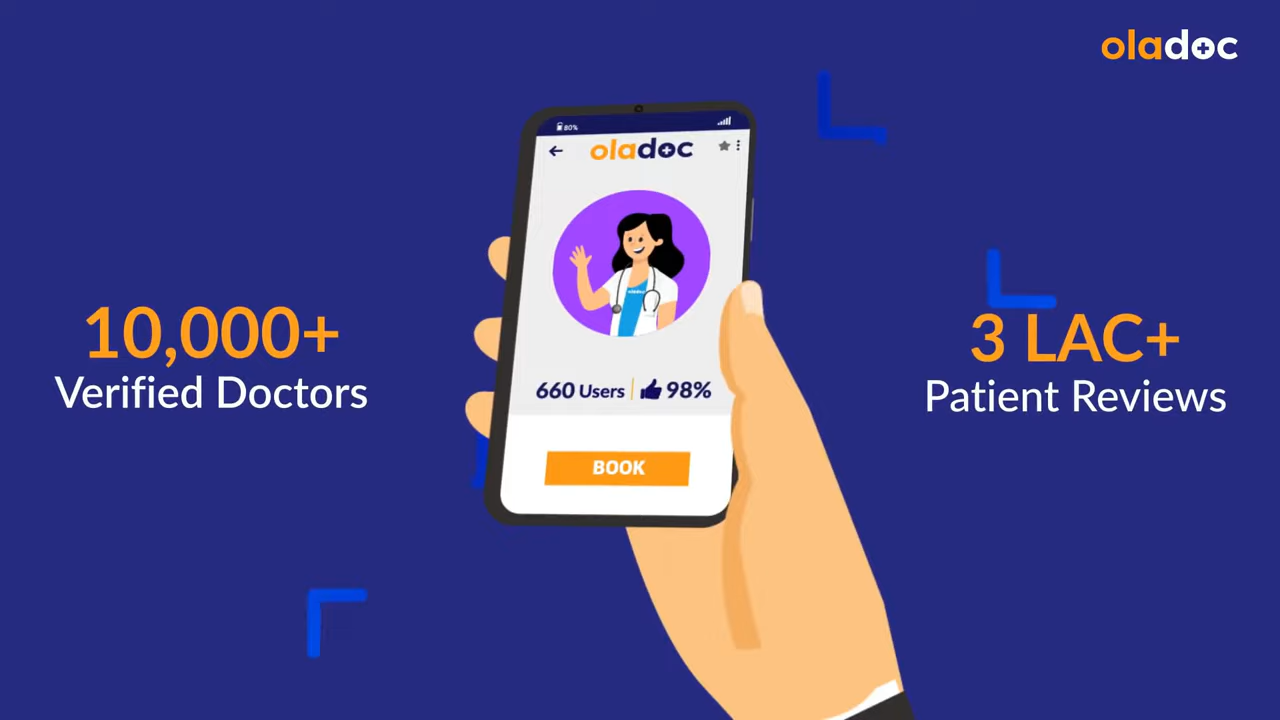 oladoc
80%
oladoc
10,000+
Verified Doctors
660 Users 98%
BOOK
3 LAC+
Patient Reviews